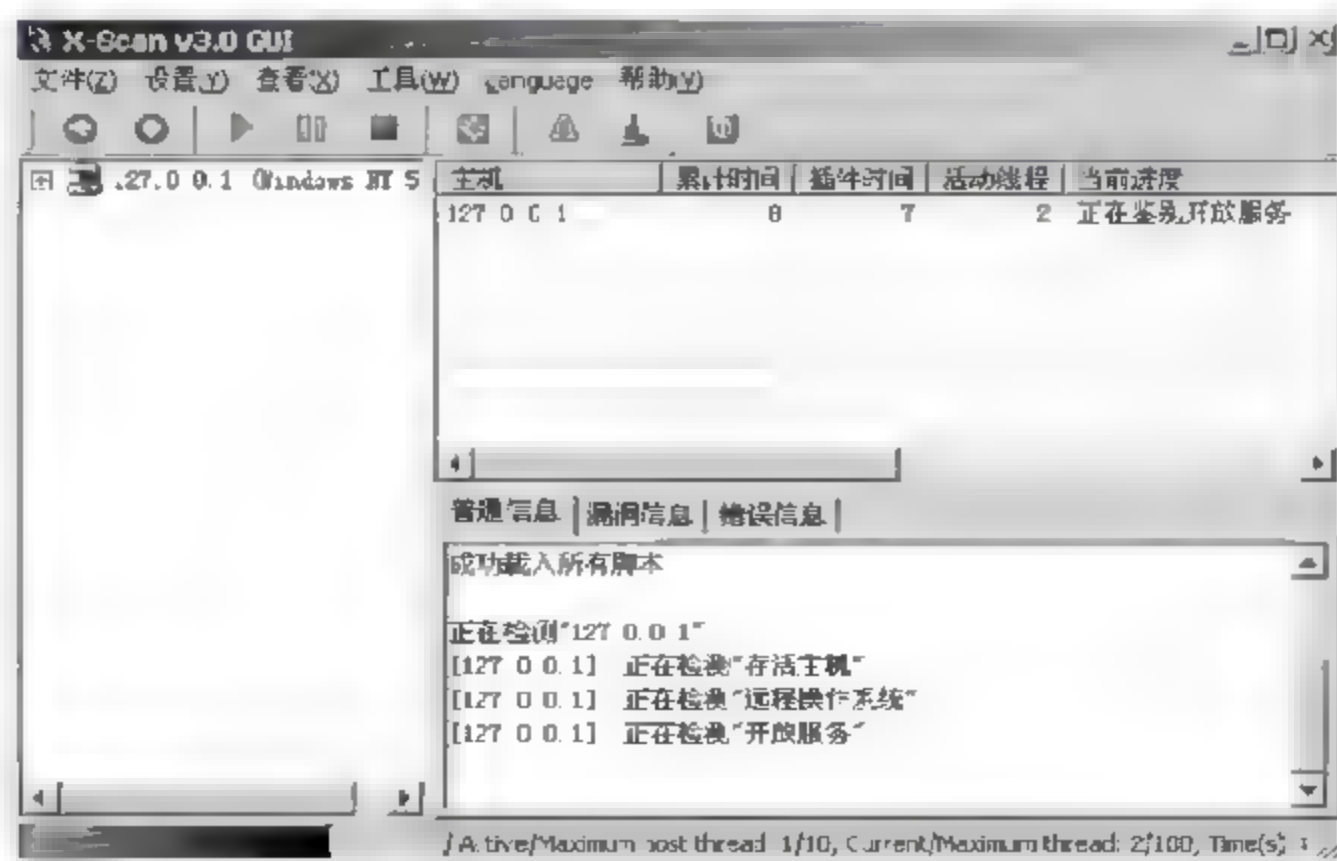 X-Scan v3.0 GUI
文件(Z) 设置(Y) 查看(X) 工具(W) Language 帮助(V)
127.0.0.1 (Windows NT 5
主机 累计时间 插件时间 活动线程 当前进度
127.0.0.1 8 7 2 正在鉴别开放服务
普通信息 漏洞信息 错误信息
成功载入所有脚本
正在检测"127.0.0.1"
[127.0.0.1] 正在检测"存活主机"
[127.0.0.1] 正在检测"远程操作系统"
[127.0.0.1] 正在检测"开放服务"
Active/Maximum host thread: 1/10, Current/Maximum thread: 2/100, Time(s):